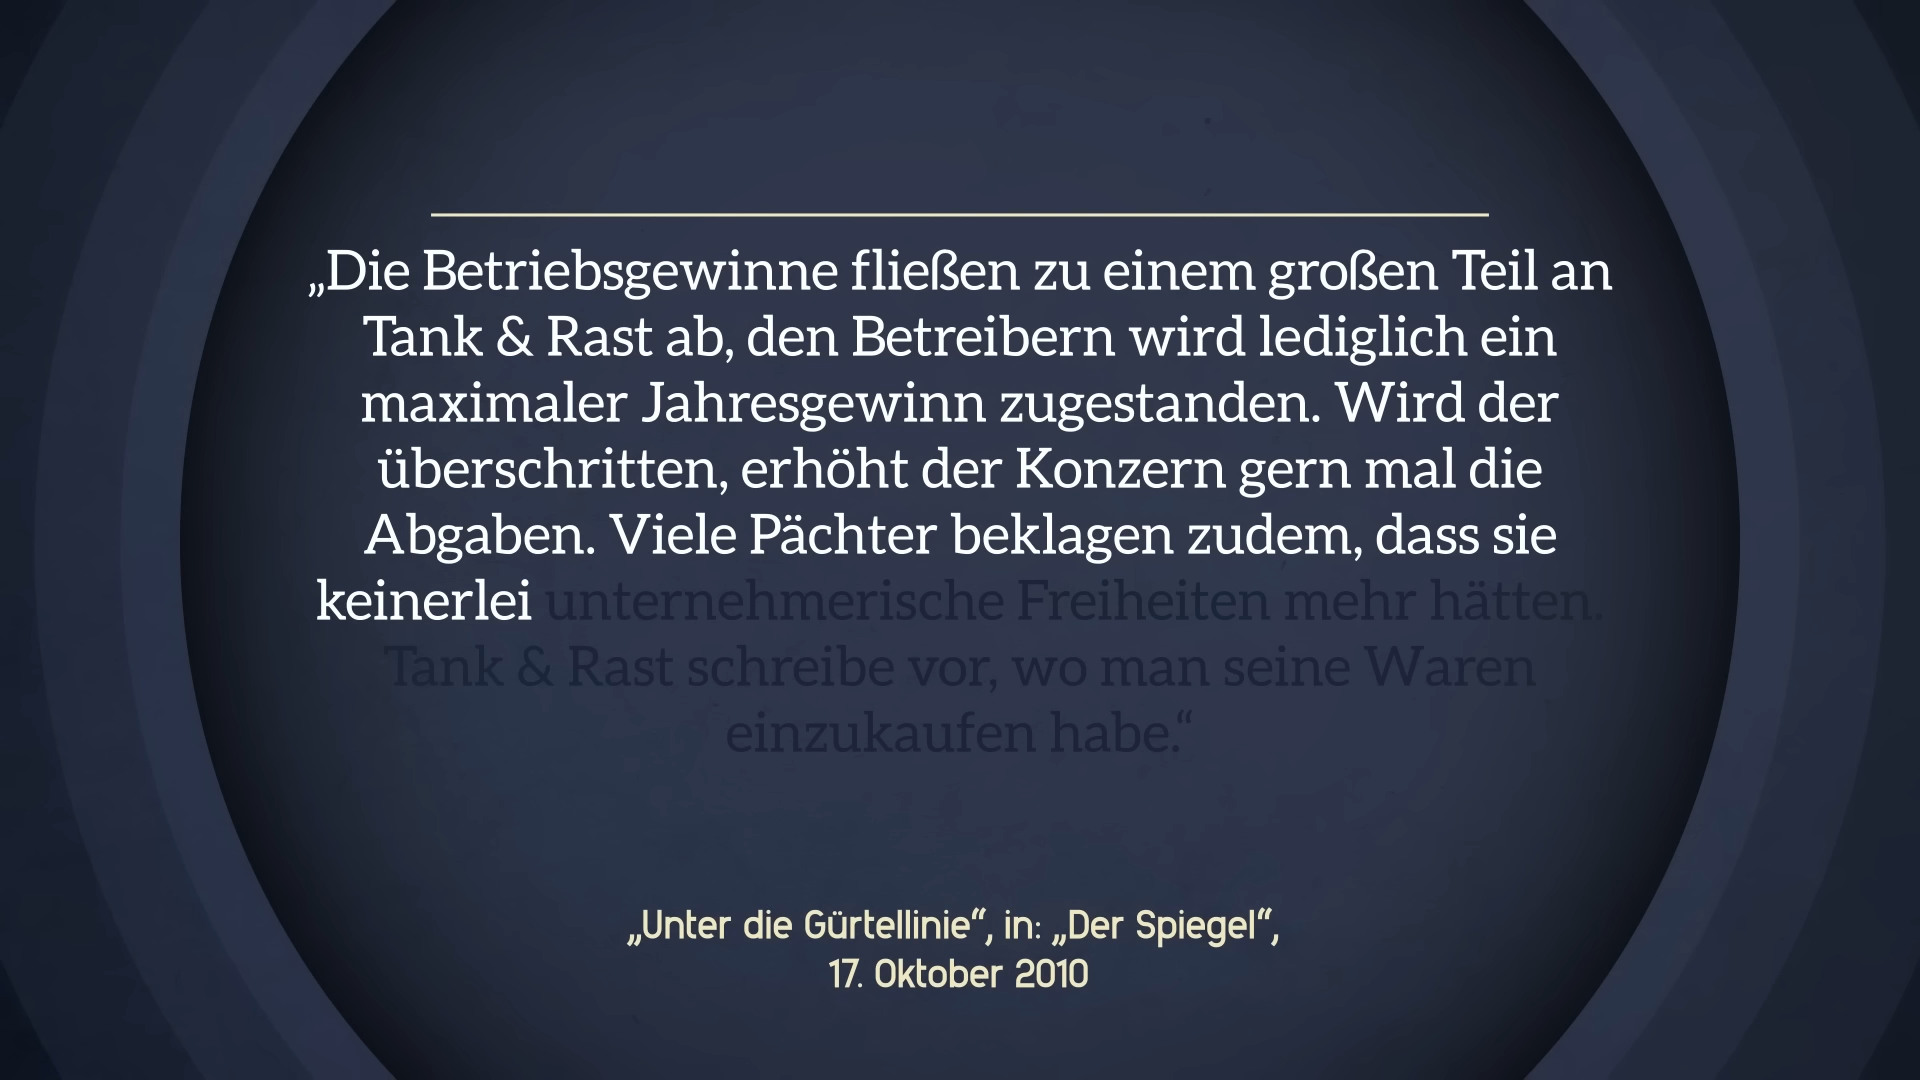 „Die Betriebsgewinne fließen zu einem großen Teil an
Tank & Rast ab, den Betreibern wird lediglich ein
maximaler Jahresgewinn zugestanden. Wird der
überschritten, erhöht der Konzern gern mal die
Abgaben. Viele Pächter beklagen zudem, dass sie
keinerlei unternehmerische Freiheiten mehr hätten.
Tank & Rast schreibe vor, wo man seine Waren
einzukaufen habe.“
„Unter die Gürtellinie“, in: „Der Spiegel“,
17. Oktober 2010